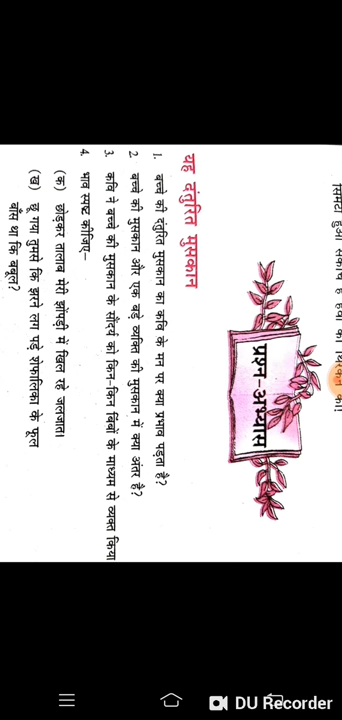 सिमटा हुआ संकोच है हवा की थिरकन का!
प्रश्न-अभ्यास
यह दंतुरित मुसकान
1. बच्चे की दंतुरित मुसकान का कवि के मन पर क्या प्रभाव पड़ता है?
2. बच्चे की मुसकान और एक बड़े व्यक्ति की मुसकान में क्या अंतर है?
3. कवि ने बच्चे की मुसकान के सौंदर्य को किन-किन बिंबों के माध्यम से व्यक्त किया
4. भाव स्पष्ट कीजिए–
(क) छोड़कर तालाब मेरी झोंपड़ी में खिल रहे जलजात।
(ख) छू गया तुमसे कि झरने लग पड़े शेफालिका के फूल
बाँस था कि बबूल?
DU Recorder